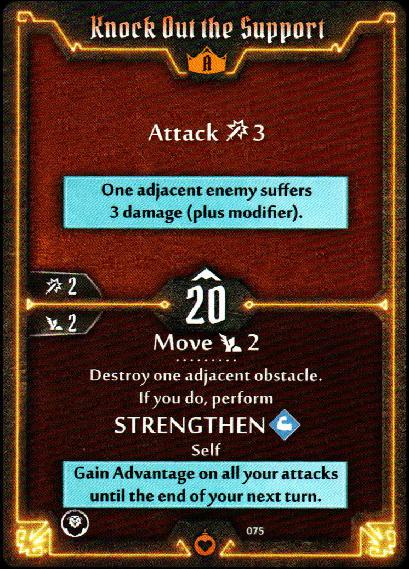 Knock Out the Support
A
Attack 3
One adjacent enemy suffers
3 damage (plus modifier).
2
20
2
Move 2
Destroy one adjacent obstacle.
If you do, perform
STRENGTHEN
Self
Gain Advantage on all your attacks
until the end of your next turn.
075